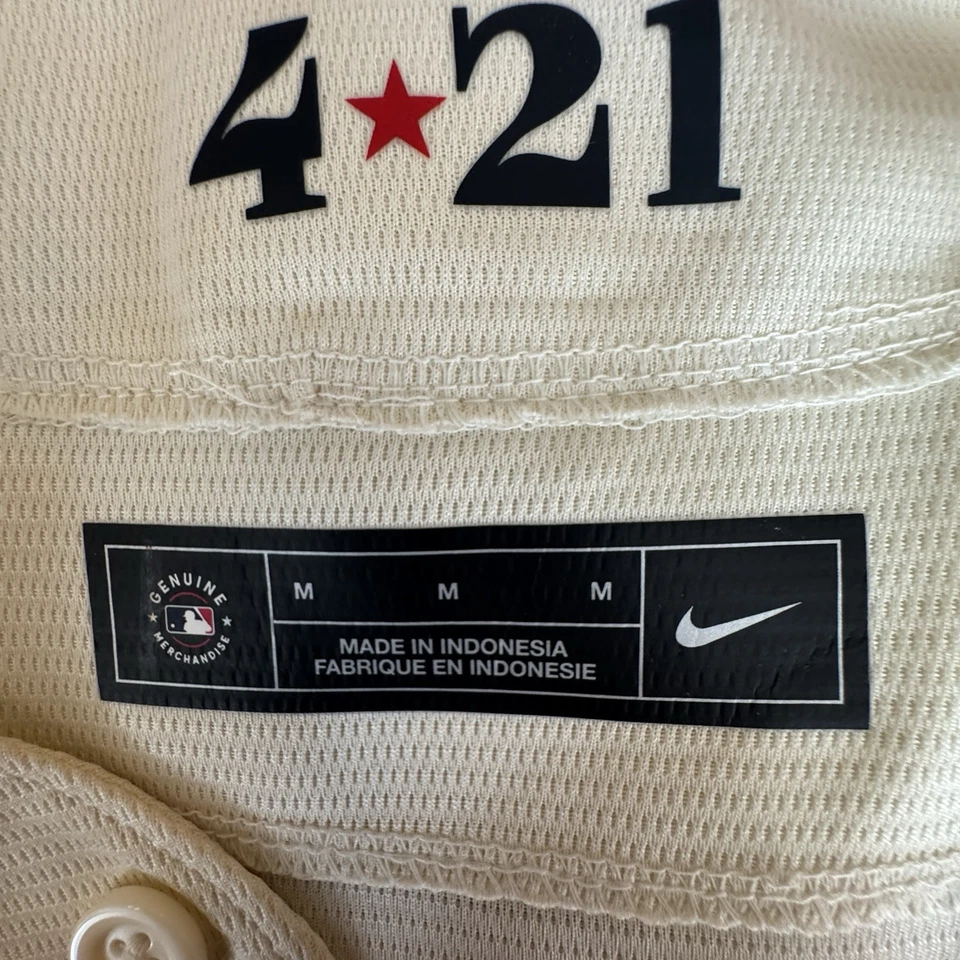 4★21
GENUINE
MERCHANDISE
M M M
MADE IN INDONESIA
FABRIQUE EN INDONESIE